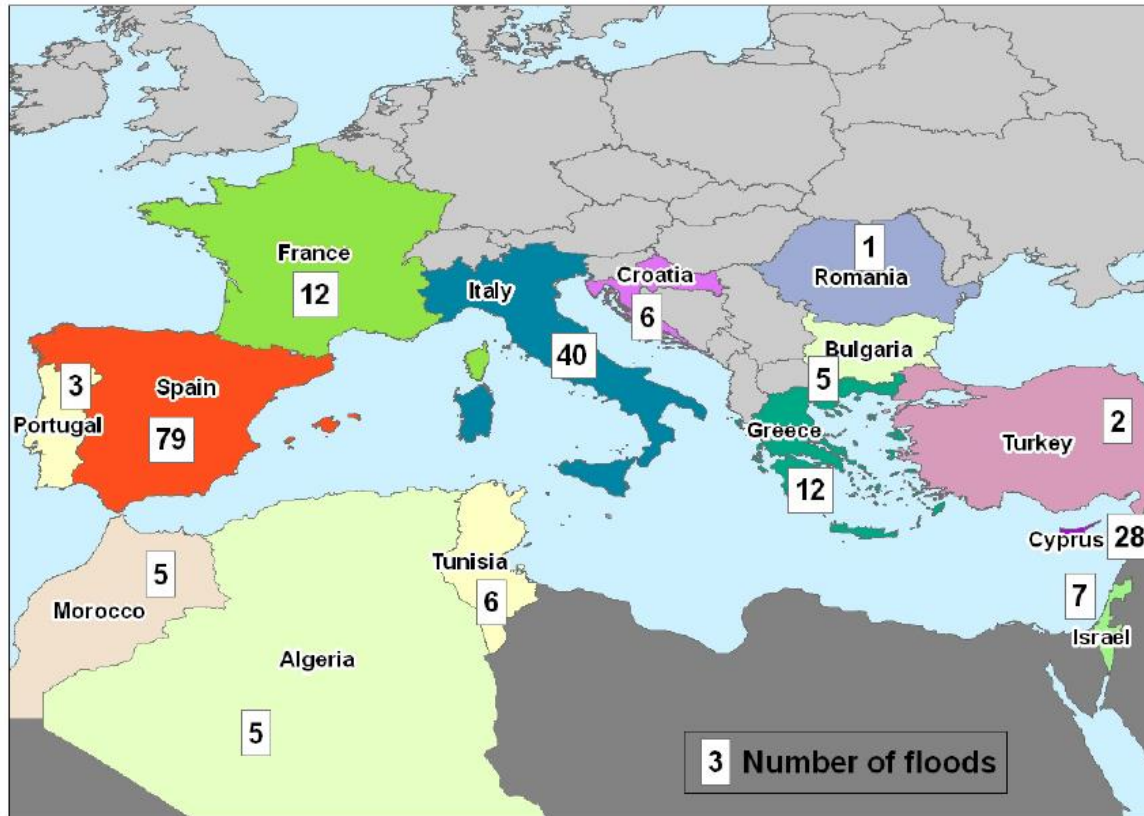 1
Romania
France
12
Croatia
6
Italy
40
Bulgaria
5
3
Portugal
Spain
79
Greece
12
2
Turkey
Cyprus
28
5
Morocco
Tunisia
6
7
Israel
Algeria
5
3 Number of floods